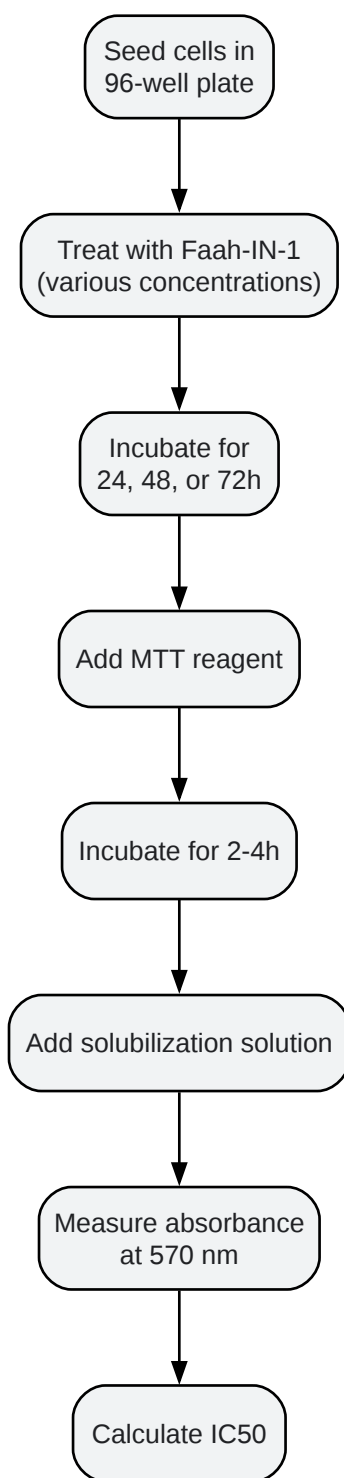 Seed cells in
96-well plate
Treat with Faah-IN-1
(various concentrations)
Incubate for
24, 48, or 72h
Add MTT reagent
Incubate for 2-4h
Add solubilization solution
Measure absorbance
at 570 nm
Calculate IC50